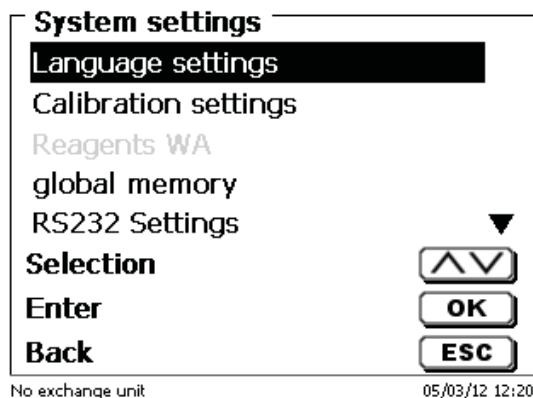 System settings
Language settings
Calibration settings
Reagents WA
global memory
RS232 Settings
Selection
Enter OK
Back ESC
No exchange unit 05/03/12 12:20